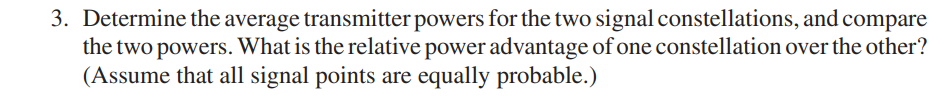 3. Determine the average transmitter powers for the two signal constellations, and compare
the two powers. What is the relative power advantage of one constellation over the other?
(Assume that all signal points are equally probable.)